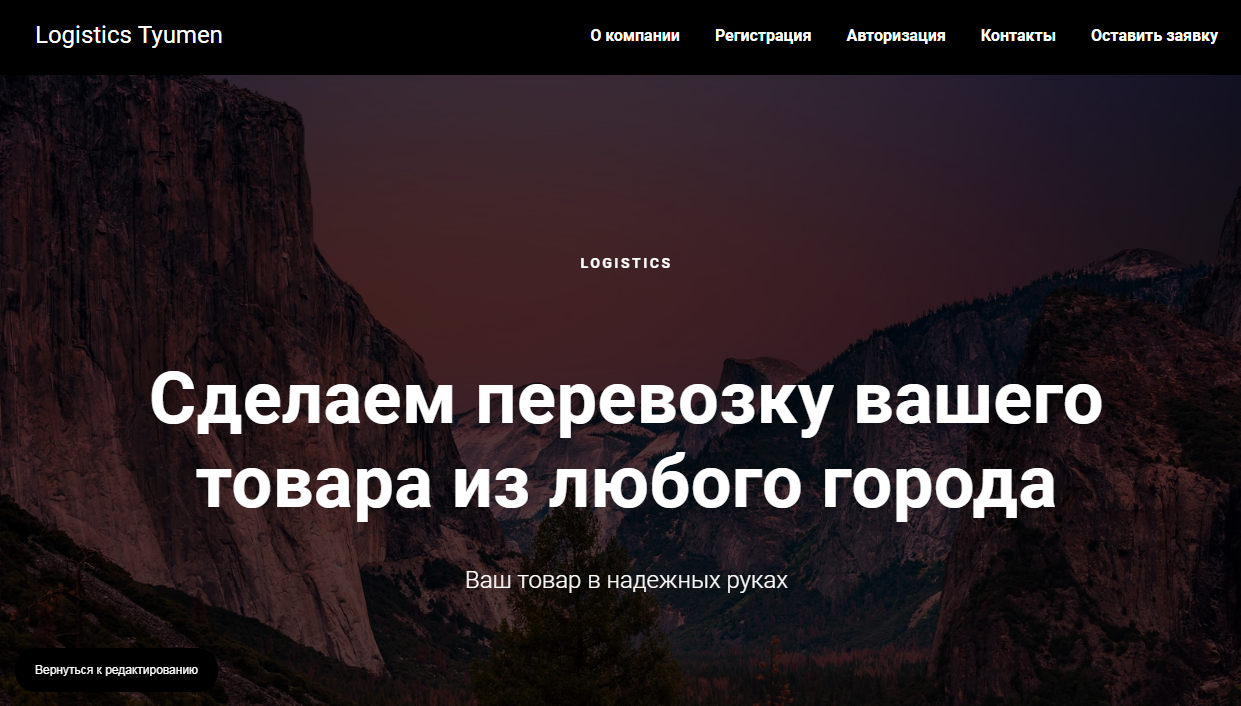 Logistics Tyumen
О компании
Регистрация
Авторизация
Контакты
Оставить заявку
LOGISTICS
Сделаем перевозку вашего
товара из любого города
Ваш товар в надежных руках
Вернуться к редактированию